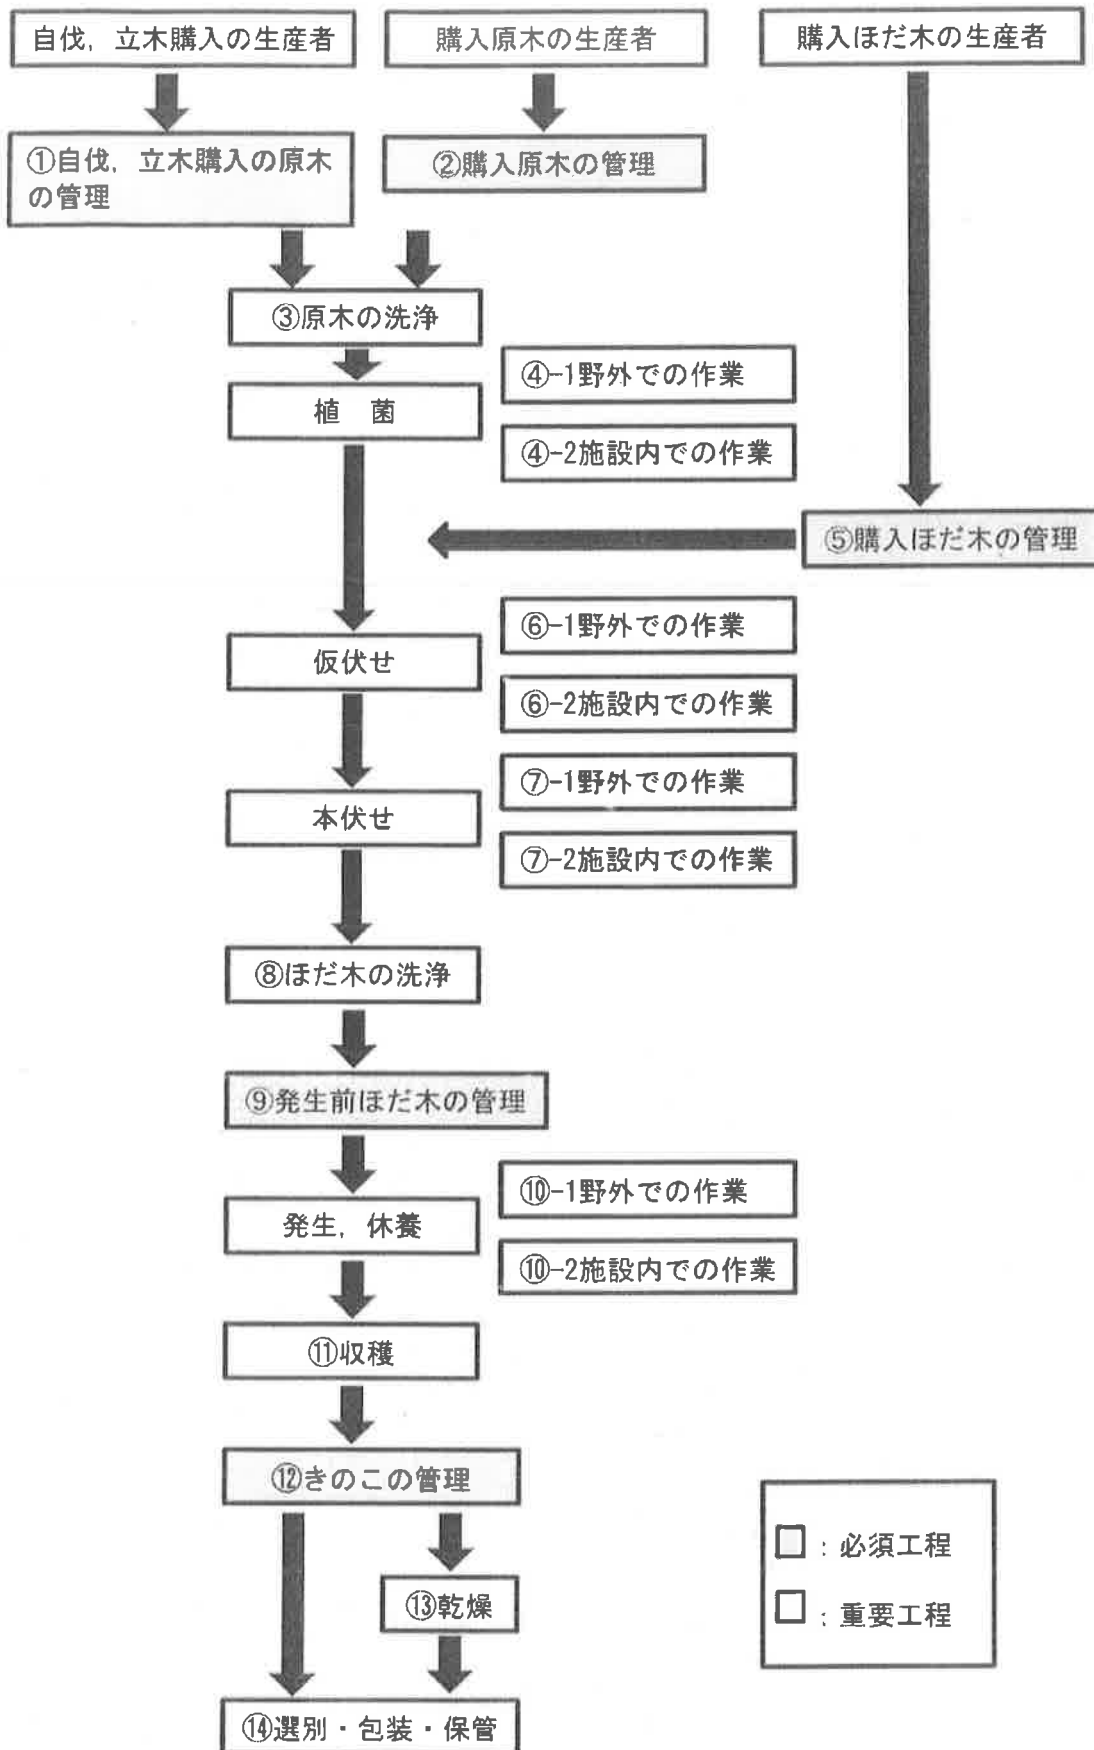 自伐，立木購入の生産者
購入原木の生産者
購入ほだ木の生産者
①自伐，立木購入の原木
の管理
②購入原木の管理
③原木の洗浄
植　菌
④-1野外での作業
④-2施設内での作業
⑤購入ほだ木の管理
仮伏せ
⑥-1野外での作業
⑥-2施設内での作業
本伏せ
⑦-1野外での作業
⑦-2施設内での作業
⑧ほだ木の洗浄
⑨発生前ほだ木の管理
発生，休養
⑩-1野外での作業
⑩-2施設内での作業
⑪収穫
⑫きのこの管理
⑬乾燥
⑭選別・包装・保管
：必須工程
：重要工程